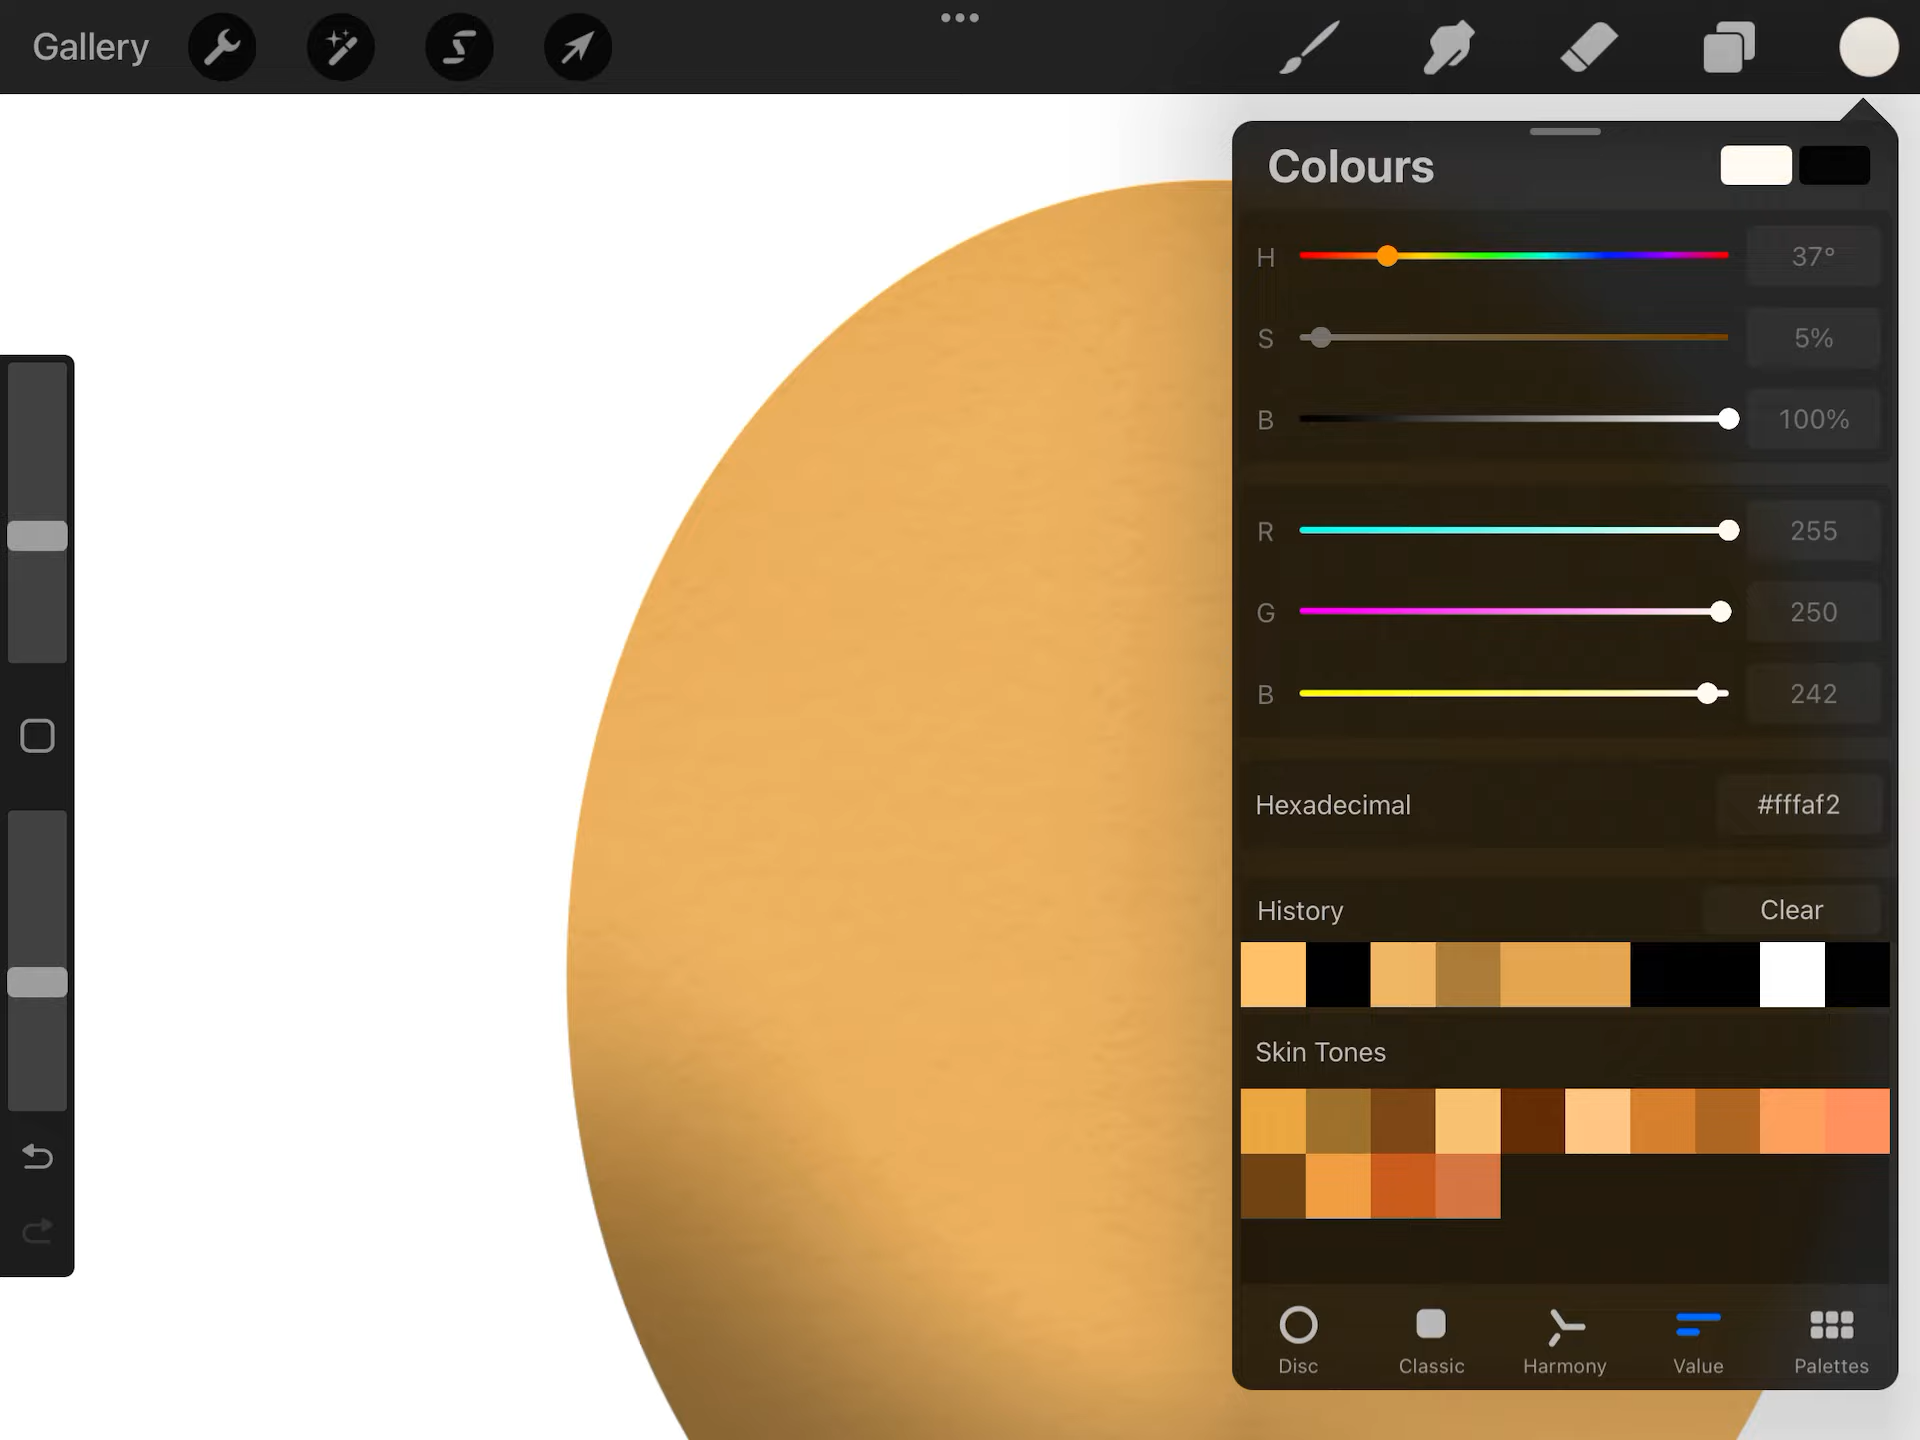 Gallery
Colours
H 37°
S 5%
B 100%
R 255
G 250
B 242
Hexadecimal #fffaf2
History Clear
Skin Tones
Disc Classic Harmony Value Palettes